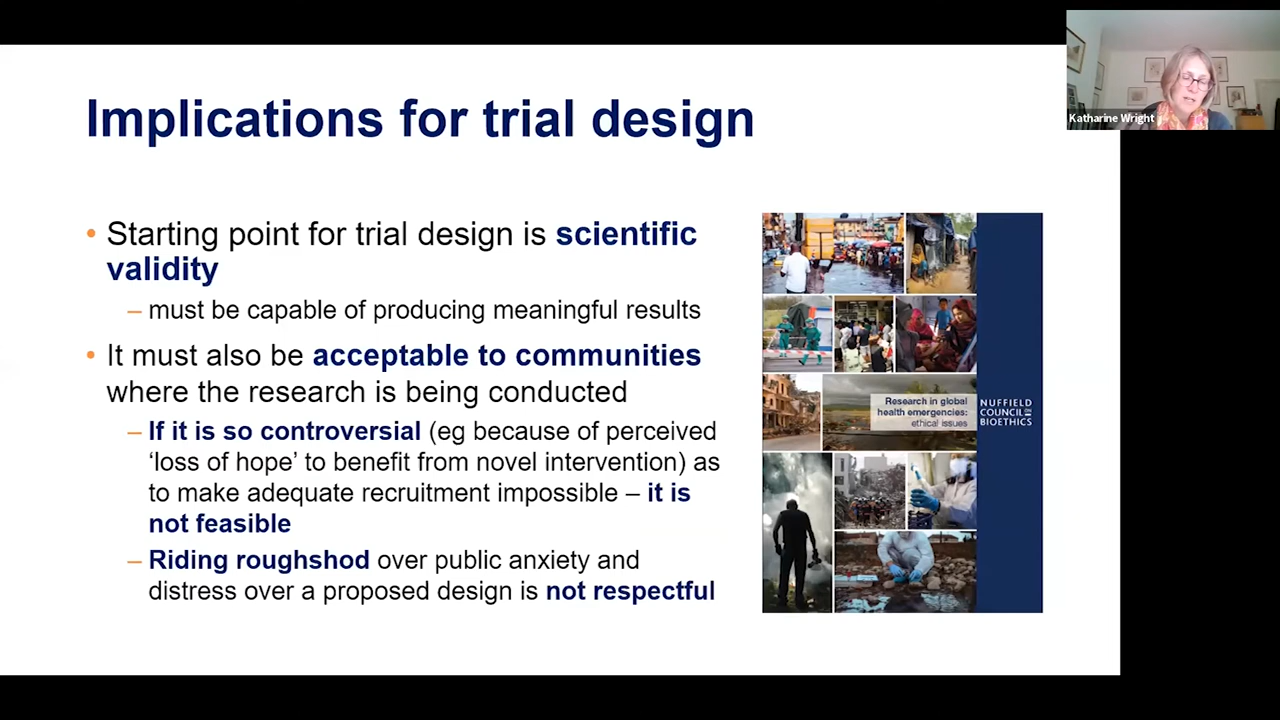 Katharine Wright
Implications for trial design
• Starting point for trial design is scientific
validity
– must be capable of producing meaningful results
• It must also be acceptable to communities
where the research is being conducted
– If it is so controversial (eg because of perceived
‘loss of hope’ to benefit from novel intervention) as
to make adequate recruitment impossible – it is
not feasible
– Riding roughshod over public anxiety and
distress over a proposed design is not respectful
Research in global
health emergencies:
ethical issues
NUFFIELD
COUNCIL ON
BIOETHICS